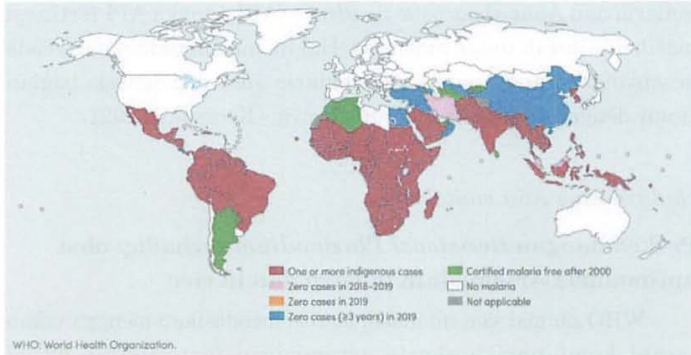 One or more indigenous cases
Zero cases in 2018-2019
Zero cases in 2019
Zero cases (≥3 years) in 2019
Certified malaria free after 2000
No malaria
Not applicable
WHO: World Health Organization.